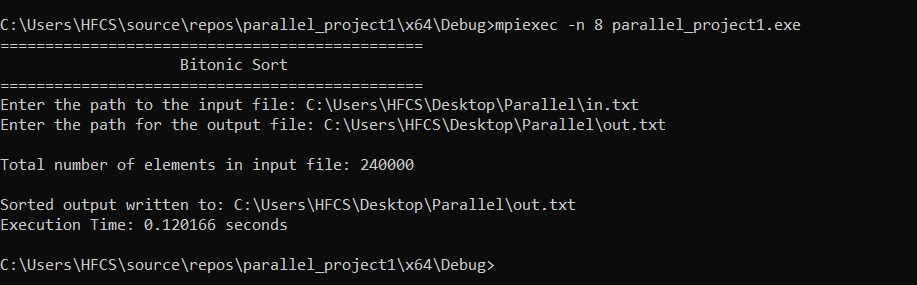 C:\Users\HFCS\source\repos\parallel_project1\x64\Debug>mpiexec -n 8 parallel_project1.exe
===============================================
Bitonic Sort
===============================================
Enter the path to the input file: C:\Users\HFCS\Desktop\Parallel\in.txt
Enter the path for the output file: C:\Users\HFCS\Desktop\Parallel\out.txt
Total number of elements in input file: 240000
Sorted output written to: C:\Users\HFCS\Desktop\Parallel\out.txt
Execution Time: 0.120166 seconds
C:\Users\HFCS\source\repos\parallel_project1\x64\Debug>